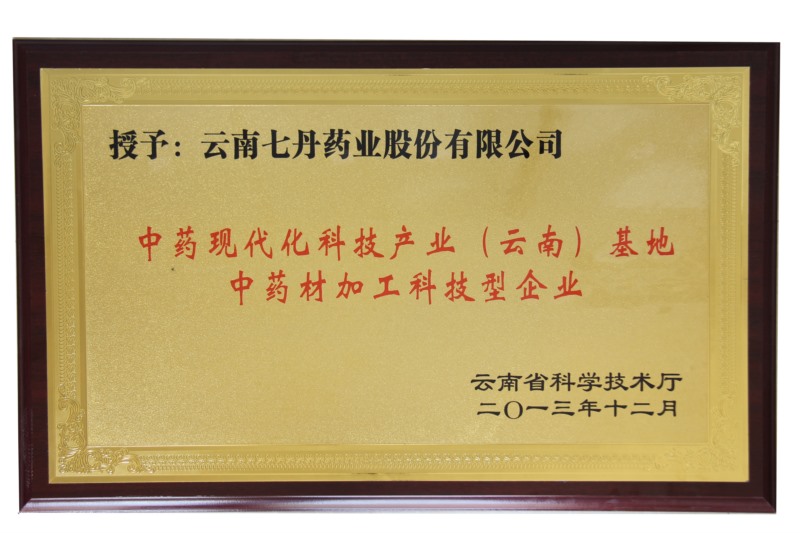 授予：云南七丹药业股份有限公司
中药现代化科技产业（云南）基地
中药材加工科技型企业
云南省科学技术厅
二〇一三年十二月